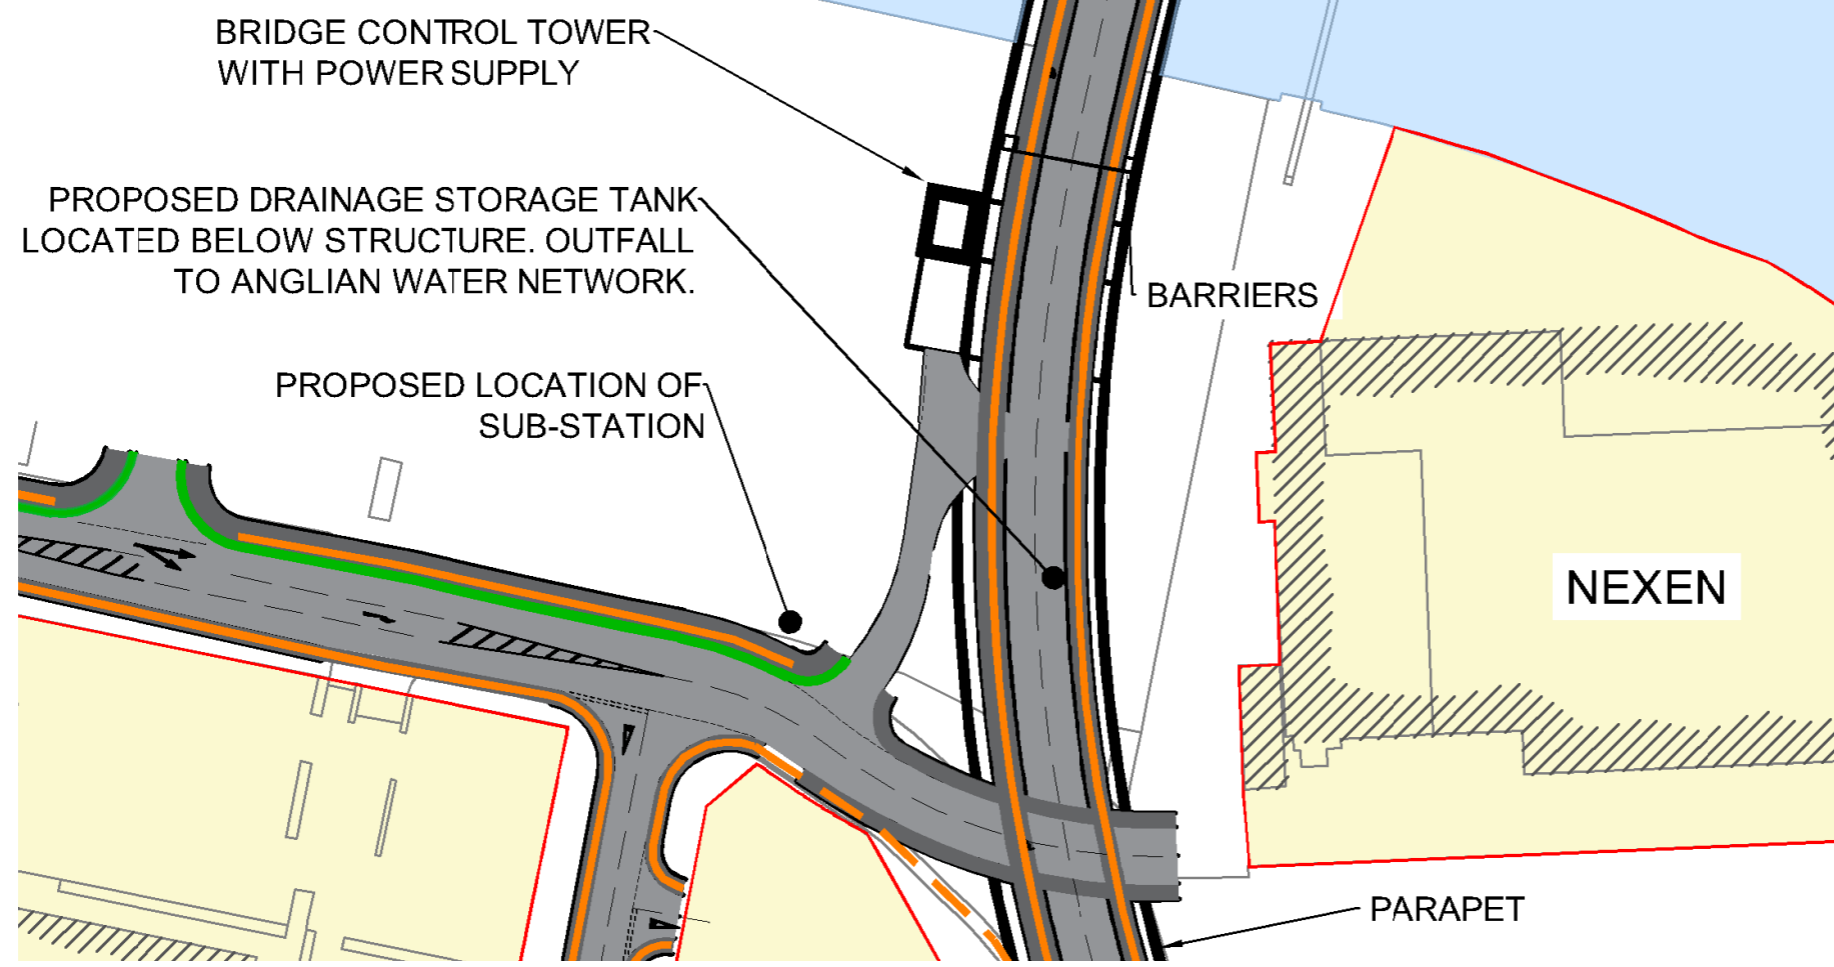 BRIDGE CONTROL TOWER
WITH POWER SUPPLY
PROPOSED DRAINAGE STORAGE TANK
LOCATED BELOW STRUCTURE. OUTFALL
TO ANGLIAN WATER NETWORK.
BARRIERS
PROPOSED LOCATION OF
SUB-STATION
NEXEN
PARAPET